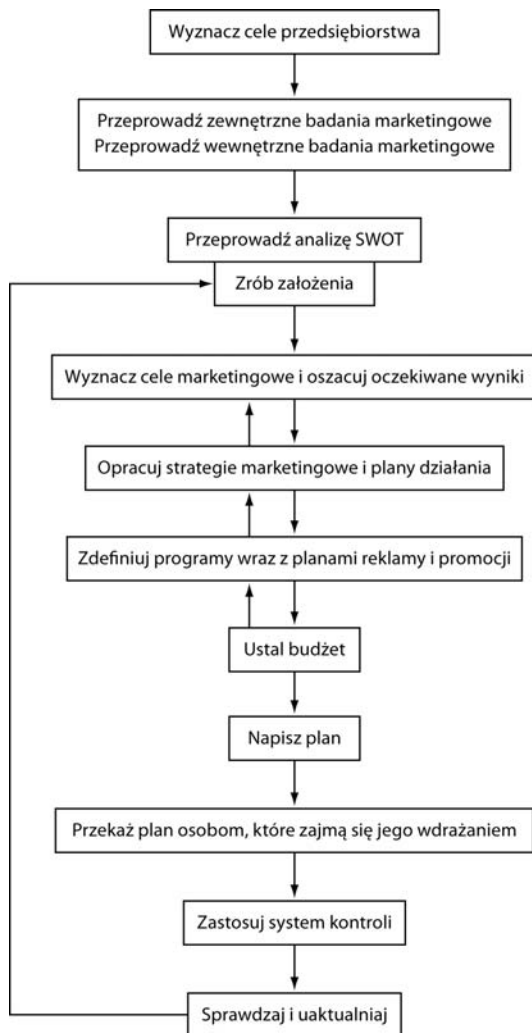 Wyznacz cele przedsiębiorstwa
Przeprowadź zewnętrzne badania marketingowe
Przeprowadź wewnętrzne badania marketingowe
Przeprowadź analizę SWOT
Zrób założenia
Wyznacz cele marketingowe i oszacuj oczekiwane wyniki
Opracuj strategie marketingowe i plany działania
Zdefiniuj programy wraz z planami reklamy i promocji
Ustal budżet
Napisz plan
Przekaż plan osobom, które zajmą się jego wdrażaniem
Zastosuj system kontroli
Sprawdzaj i uaktualniaj